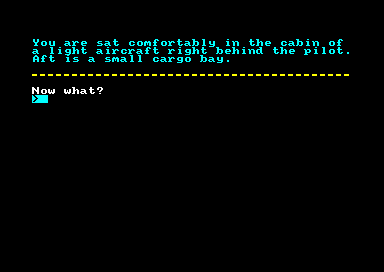 You are sat comfortably in the cabin of
a light aircraft right behind the pilot.
Aft is a small cargo bay.
----------------------------------------
Now what?
>